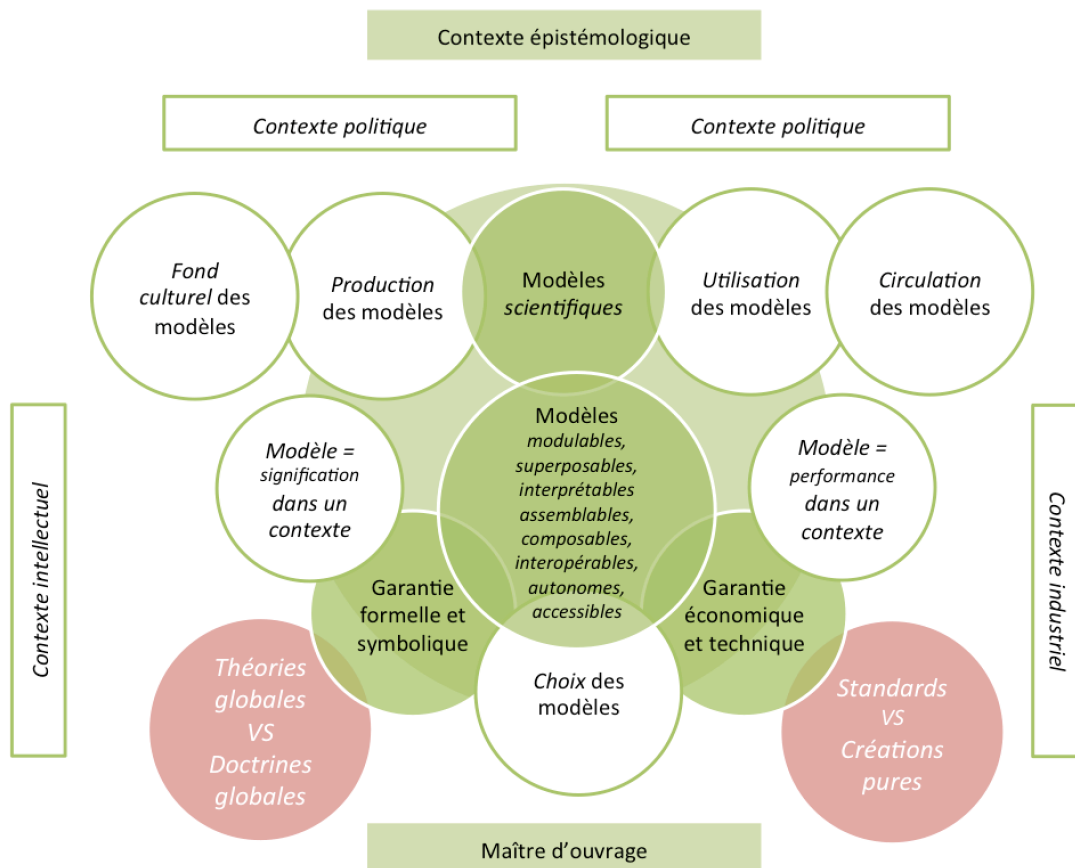 Contexte épistémologique
Contexte politique
Contexte politique
Fond
culturel des
modèles
Production
des modèles
Modèles
scientifiques
Utilisation
des modèles
Circulation
des modèles
Modèle =
signification
dans un
contexte
Modèles
modulables,
superposables,
interprétables
assemblables,
composables,
interopérables,
autonomes,
accessibles
Modèle =
performance
dans un
contexte
Contexte intellectuel
Contexte industriel
Garantie
formelle et
symbolique
Garantie
économique
et technique
Théories
globales
VS
Doctrines
globales
Choix des
modèles
Standards
VS
Créations
pures
Maître d'ouvrage